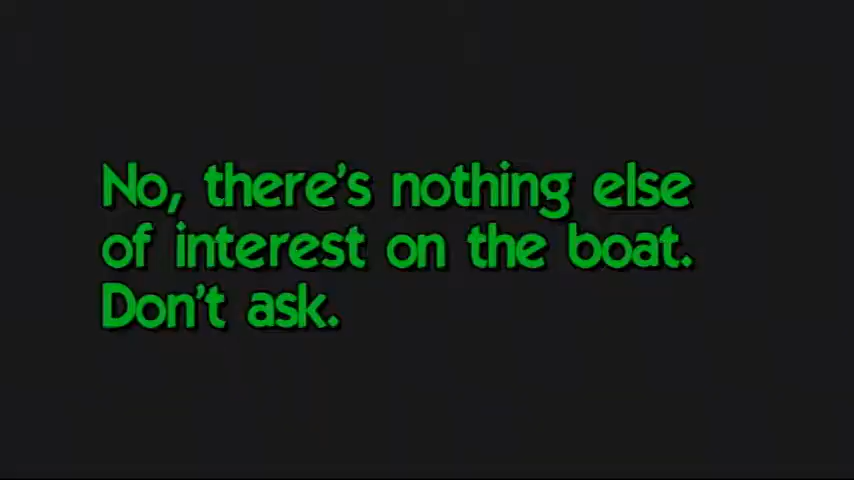 No, there's nothing else
of interest on the boat.
Don't ask.